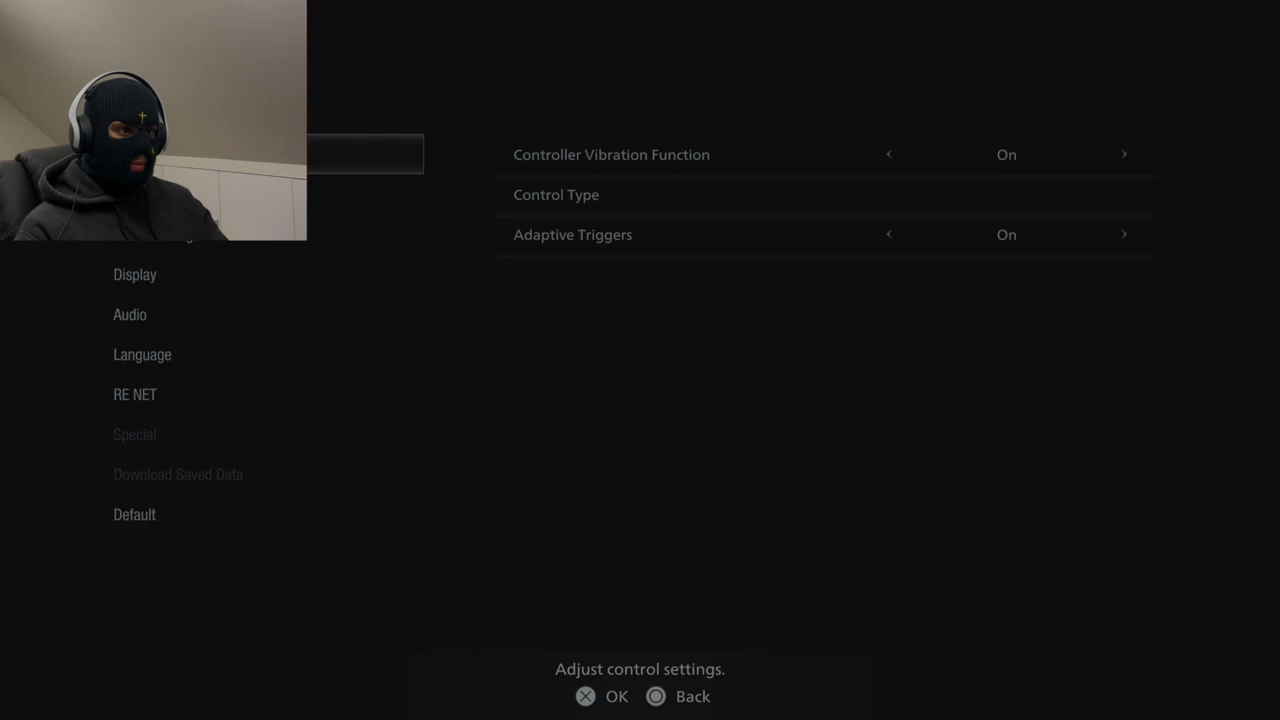 Controller Vibration Function
On
Control Type
Adaptive Triggers
On
Display
Audio
Language
RE NET
Special
Download Saved Data
Default
Adjust control settings.
OK Back